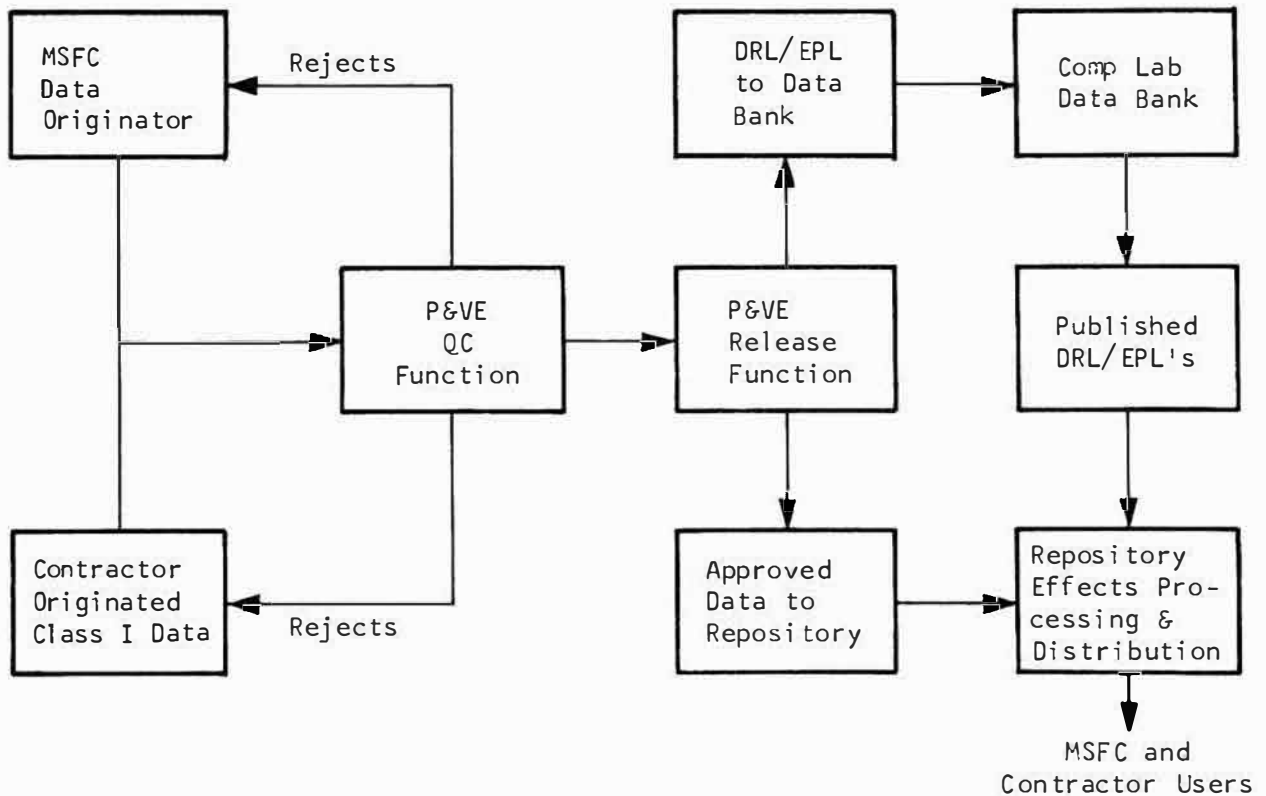 MSFC
Data
Originator
Rejects
DRL/EPL
to Data
Bank
Comp Lab
Data Bank
P&VE
QC
Function
P&VE
Release
Function
Published
DRL/EPL's
Contractor
Originated
Class I Data
Rejects
Approved
Data to
Repository
Repository
Effects Pro-
cessing &
Distribution
MSFC and
Contractor Users